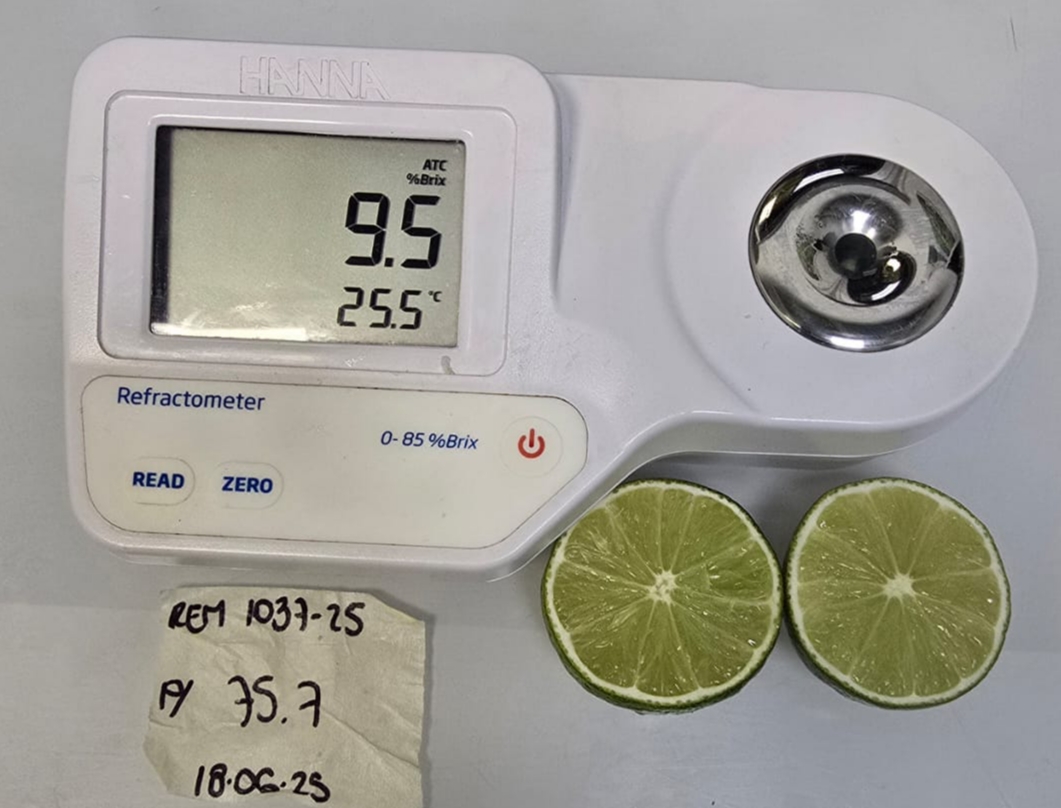 HANNA
ATC
%Brix
9.5
25.5 °C
Refractometer
0-85 %Brix
READ ZERO
REM 1037-25
P/ 75.7
18.06.25